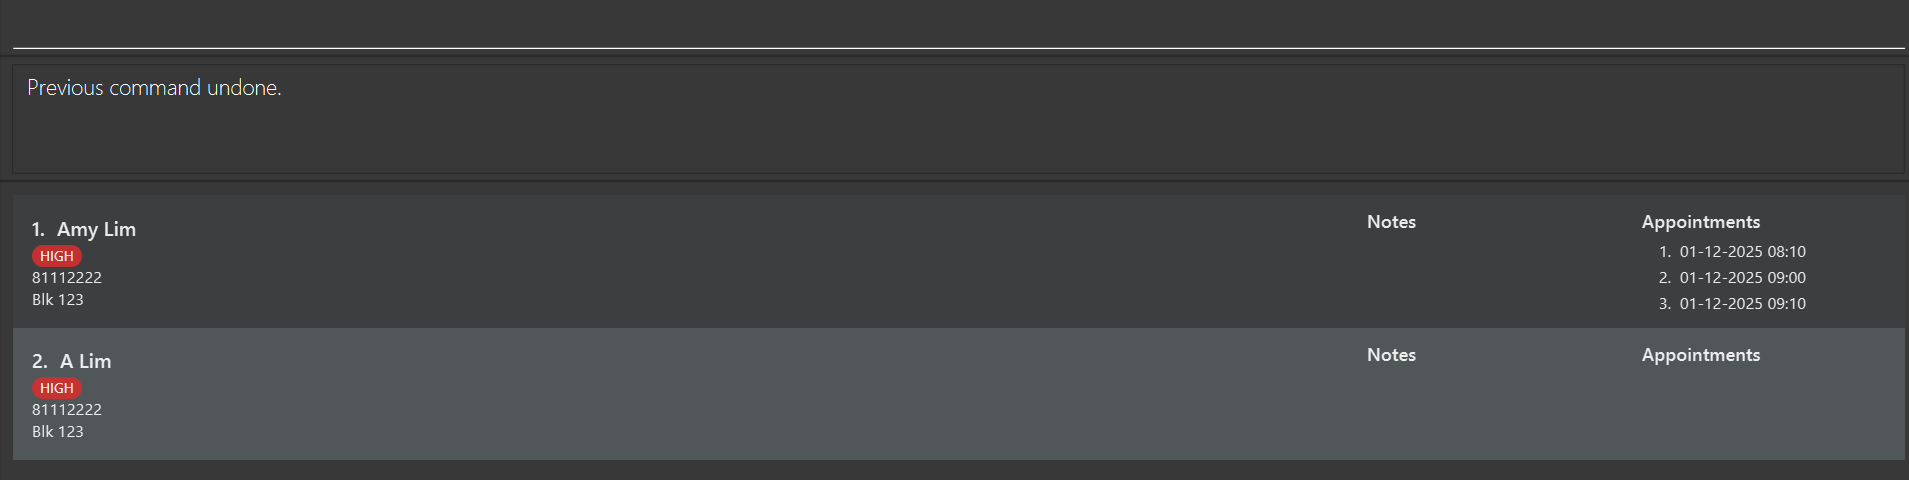 Previous command undone.
1. Amy Lim
HIGH
81112222
Blk 123
Notes
Appointments
1. 01-12-2025 08:10
2. 01-12-2025 09:00
3. 01-12-2025 09:10
2. A Lim
HIGH
81112222
Blk 123
Notes
Appointments